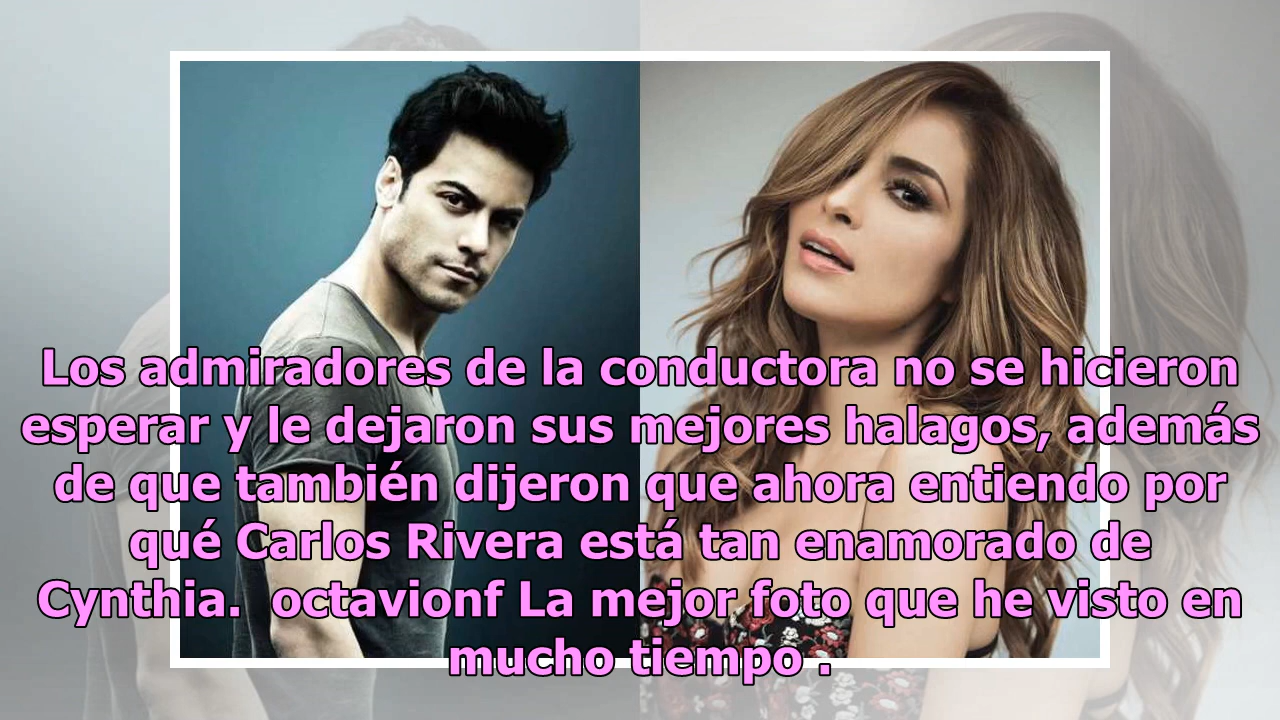 Los admiradores de la conductora no se hicieron
esperar y le dejaron sus mejores halagos, además
de que también dijeron que ahora entiendo por
qué Carlos Rivera está tan enamorado de
Cynthia.  octavionf La mejor foto que he visto en
mucho tiempo .